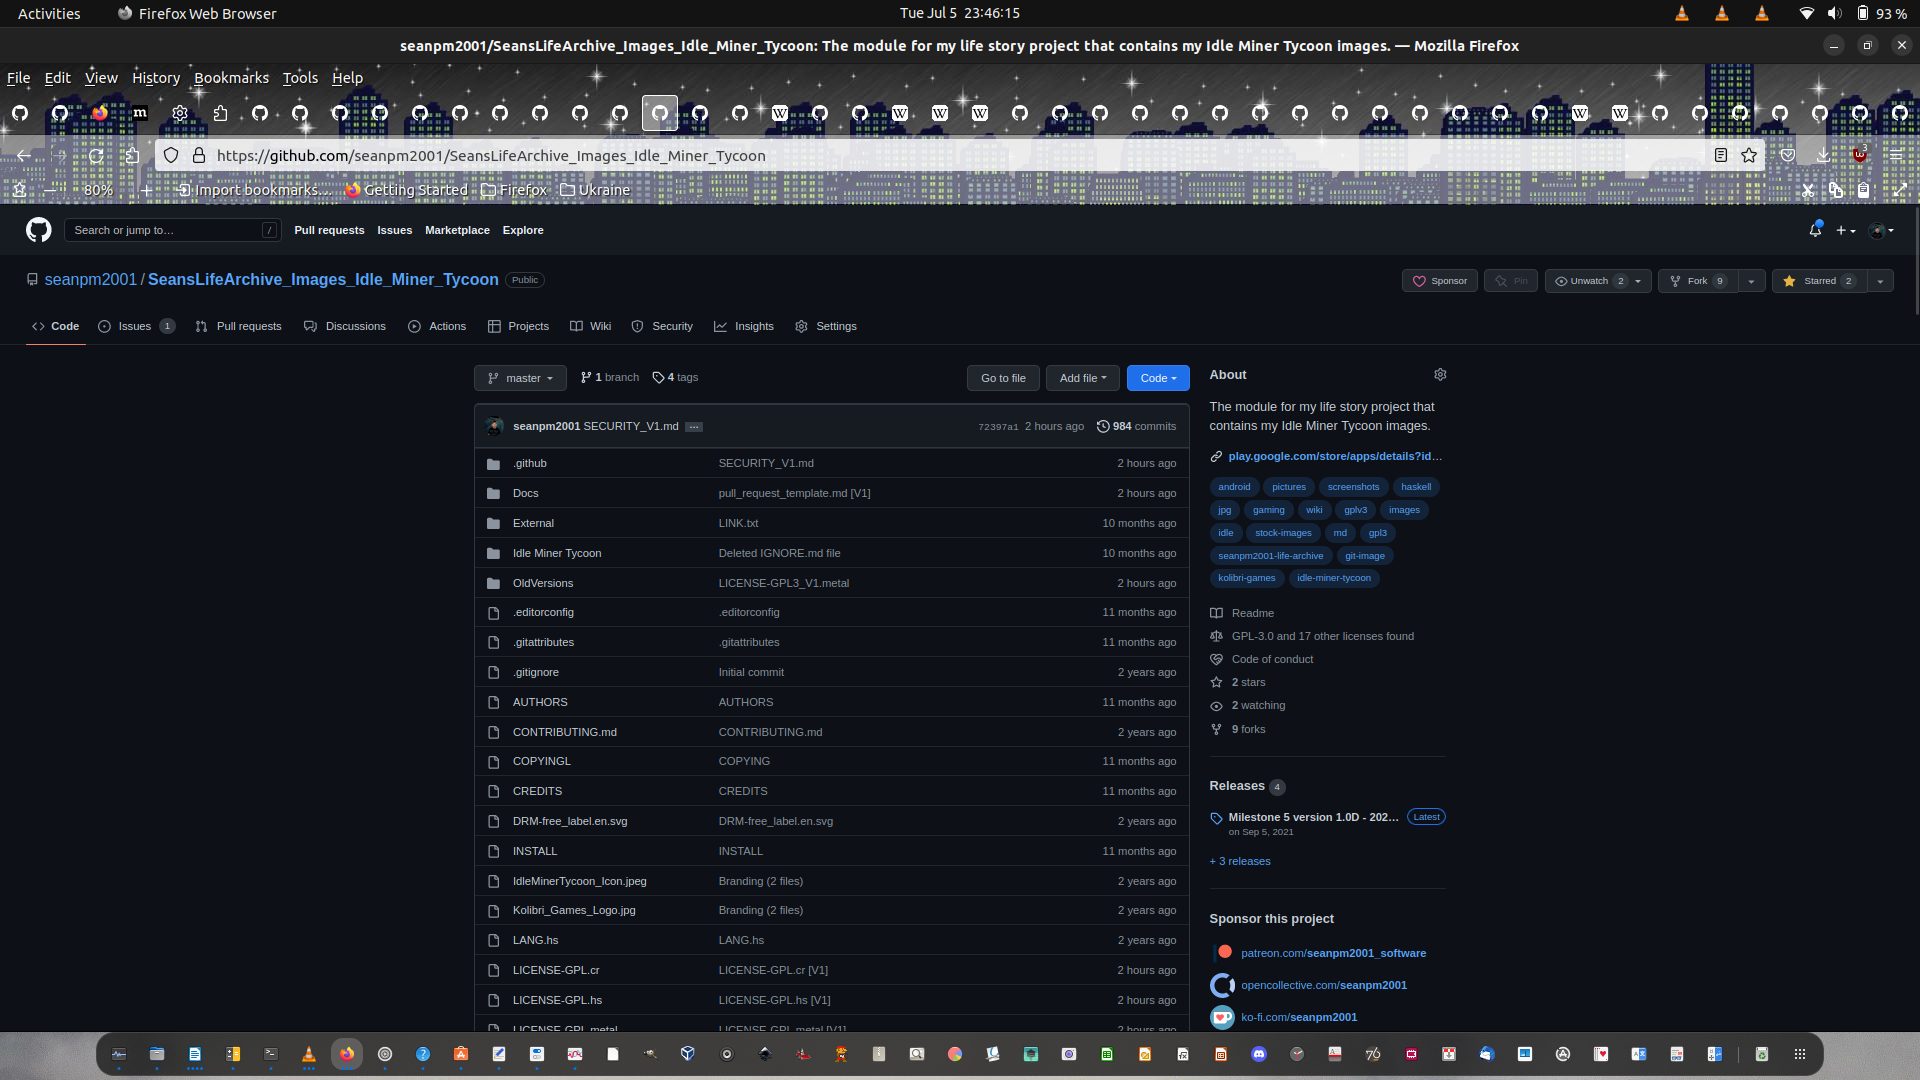 Activities Firefox Web Browser Tue Jul 5 23:46:15 93 %
seanpm2001/SeansLifeArchive_Images_Idle_Miner_Tycoon: The module for my life story project that contains my Idle Miner Tycoon images. — Mozilla Firefox
File Edit View History Bookmarks Tools Help
https://github.com/seanpm2001/SeansLifeArchive_Images_Idle_Miner_Tycoon 3
80% Import bookmarks... Getting Started Firefox Ukraine
Search or jump to... / Pull requests Issues Marketplace Explore
seanpm2001 / SeansLifeArchive_Images_Idle_Miner_Tycoon Public Sponsor Pin Unwatch 2 Fork 9 Starred 2
Code Issues 1 Pull requests Discussions Actions Projects Wiki Security Insights Settings
master 1 branch 4 tags Go to file Add file Code
seanpm2001 SECURITY_V1.md ... 72397a1 2 hours ago 984 commits
.github SECURITY_V1.md 2 hours ago
Docs pull_request_template.md [V1] 2 hours ago
External LINK.txt 10 months ago
Idle Miner Tycoon Deleted IGNORE.md file 10 months ago
OldVersions LICENSE-GPL3_V1.metal 2 hours ago
.editorconfig .editorconfig 11 months ago
.gitattributes .gitattributes 11 months ago
.gitignore Initial commit 2 years ago
AUTHORS AUTHORS 11 months ago
CONTRIBUTING.md CONTRIBUTING.md 2 years ago
COPYINGL COPYING 11 months ago
CREDITS CREDITS 11 months ago
DRM-free_label.en.svg DRM-free_label.en.svg 2 years ago
INSTALL INSTALL 11 months ago
IdleMinerTycoon_Icon.jpeg Branding (2 files) 2 years ago
Kolibri_Games_Logo.jpg Branding (2 files) 2 years ago
LANG.hs LANG.hs 2 years ago
LICENSE-GPL.cr LICENSE-GPL.cr [V1] 2 hours ago
LICENSE-GPL.hs LICENSE-GPL.hs [V1] 2 hours ago
LICENSE-GPL.metal LICENSE-GPL.metal [V1] 2 hours ago
About
The module for my life story project that
contains my Idle Miner Tycoon images.
play.google.com/store/apps/details?id...
android pictures screenshots haskell
jpg gaming wiki gplv3 images
idle stock-images md gpl3
seanpm2001-life-archive git-image
kolibri-games idle-miner-tycoon
Readme
GPL-3.0 and 17 other licenses found
Code of conduct
2 stars
2 watching
9 forks
Releases 4
Milestone 5 version 1.0D - 202... Latest
on Sep 5, 2021
+ 3 releases
Sponsor this project
patreon.com/seanpm2001_software
opencollective.com/seanpm2001
ko-fi.com/seanpm2001